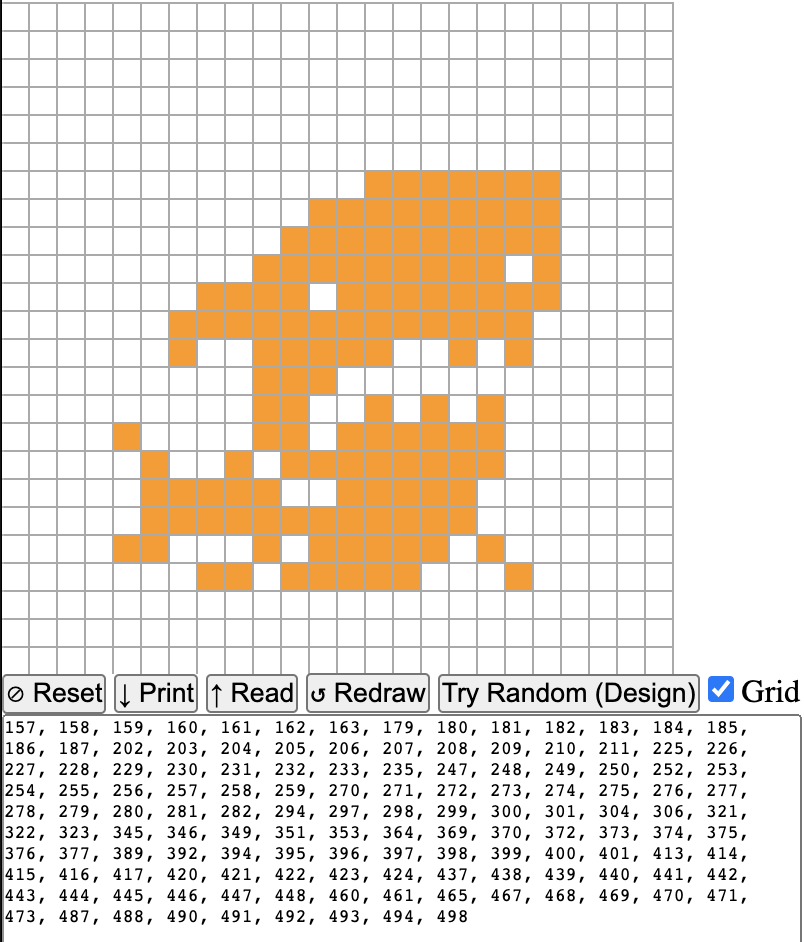 ⊘ Reset ↓ Print ↑ Read ↺ Redraw Try Random (Design) Grid
157, 158, 159, 160, 161, 162, 163, 179, 180, 181, 182, 183, 184, 185,
186, 187, 202, 203, 204, 205, 206, 207, 208, 209, 210, 211, 225, 226,
227, 228, 229, 230, 231, 232, 233, 235, 247, 248, 249, 250, 252, 253,
254, 255, 256, 257, 258, 259, 270, 271, 272, 273, 274, 275, 276, 277,
278, 279, 280, 281, 282, 294, 297, 298, 299, 300, 301, 304, 306, 321,
322, 323, 345, 346, 349, 351, 353, 364, 369, 370, 372, 373, 374, 375,
376, 377, 389, 392, 394, 395, 396, 397, 398, 399, 400, 401, 413, 414,
415, 416, 417, 420, 421, 422, 423, 424, 437, 438, 439, 440, 441, 442,
443, 444, 445, 446, 447, 448, 460, 461, 465, 467, 468, 469, 470, 471,
473, 487, 488, 490, 491, 492, 493, 494, 498